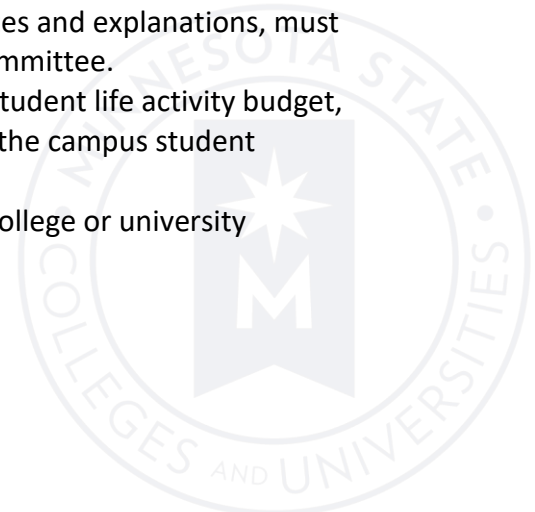 es and explanations, must
mmittee.
tudent life activity budget,
the campus student
ollege or university
MINNESOTA STATE
COLLEGES AND UNIVERSITIES
M